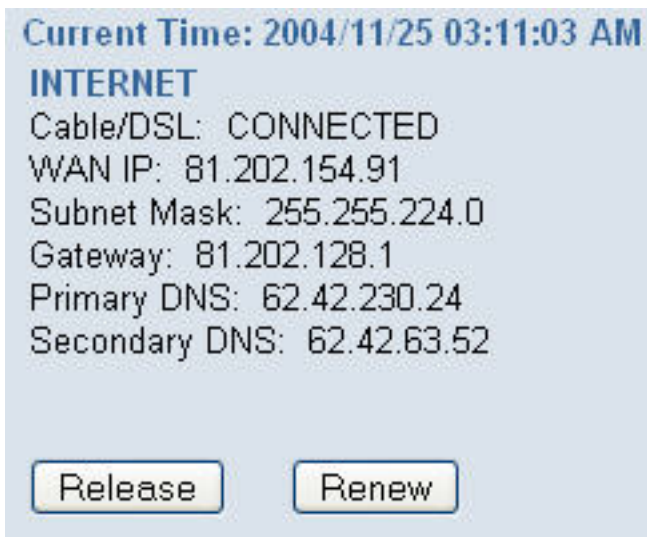 Current Time: 2004/11/25 03:11:03 AM
INTERNET
Cable/DSL: CONNECTED
WAN IP: 81.202.154.91
Subnet Mask: 255.255.224.0
Gateway: 81.202.128.1
Primary DNS: 62.42.230.24
Secondary DNS: 62.42.63.52
Release Renew